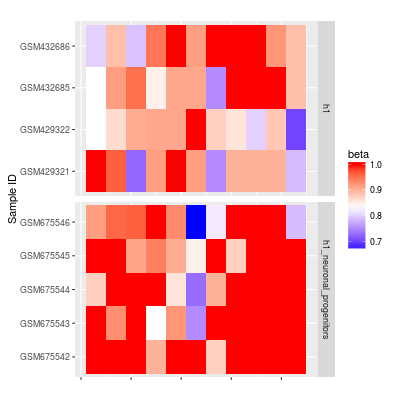 GSM432686
GSM432685
GSM429322
GSM429321
h1
GSM675546
GSM675545
GSM675544
GSM675543
GSM675542
h1_neuronal_progenitors
Sample ID
beta
1.0
0.9
0.8
0.7